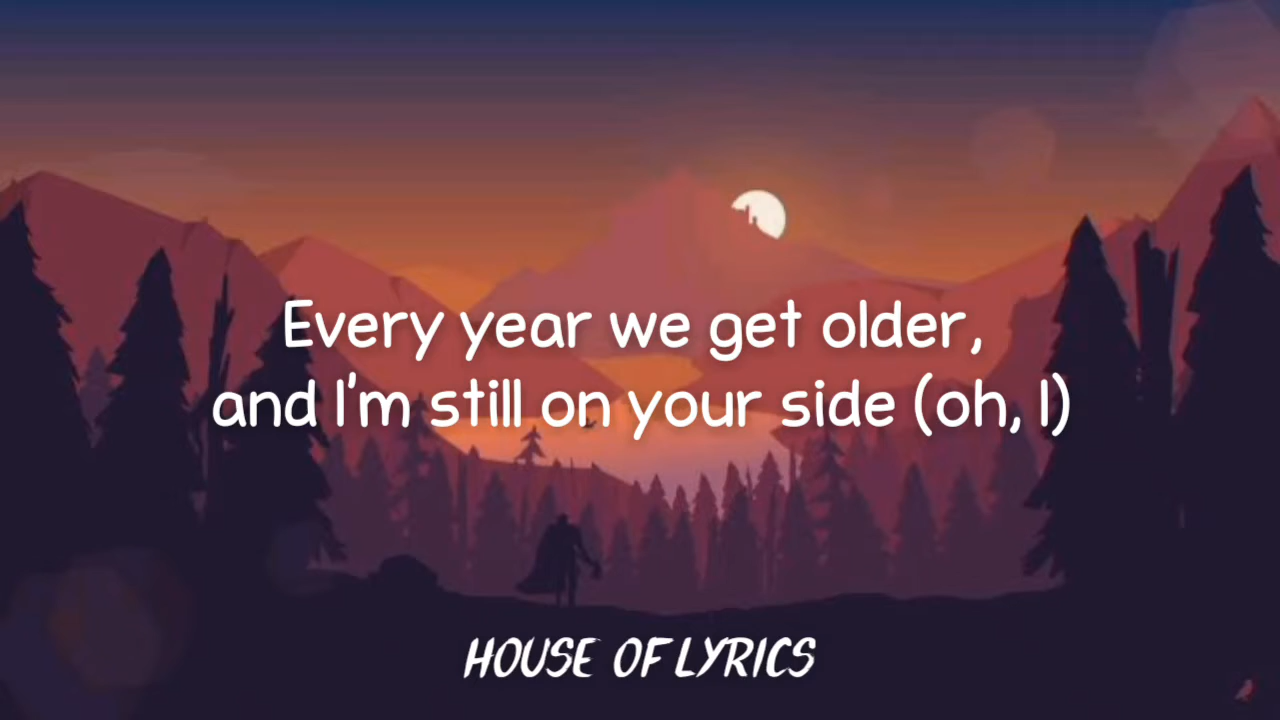 Every year we get older,
and I'm still on your side (oh, I)
HOUSE OF LYRICS